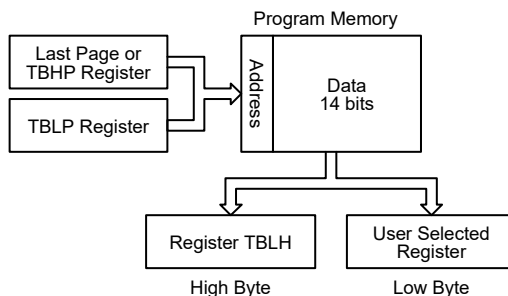 Program Memory
Last Page or
TBHP Register
TBLP Register
Address
Data
14 bits
Register TBLH
User Selected
Register
High Byte
Low Byte